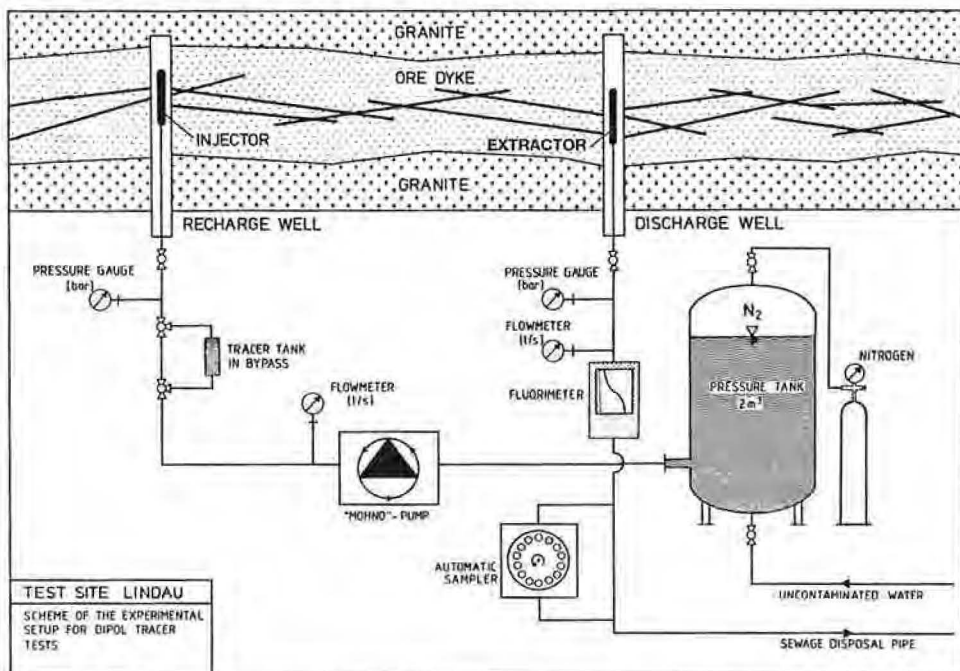 GRANITE
ORE DYKE
INJECTOR
EXTRACTOR
GRANITE
RECHARGE WELL
DISCHARGE WELL
PRESSURE GAUGE
(bar)
PRESSURE GAUGE
(bar)
N2
FLOWMETER
(l/s)
TRACER TANK
IN BYPASS
NITROGEN
FLOWMETER
(l/s)
FLUORIMETER
PRESSURE TANK
2m³
"MOHNO"-PUMP
AUTOMATIC
SAMPLER
UNCONTAMINATED WATER
SEWAGE DISPOSAL PIPE
TEST SITE LINDAU
SCHEME OF THE EXPERIMENTAL
SETUP FOR DIPOL TRACER
TESTS